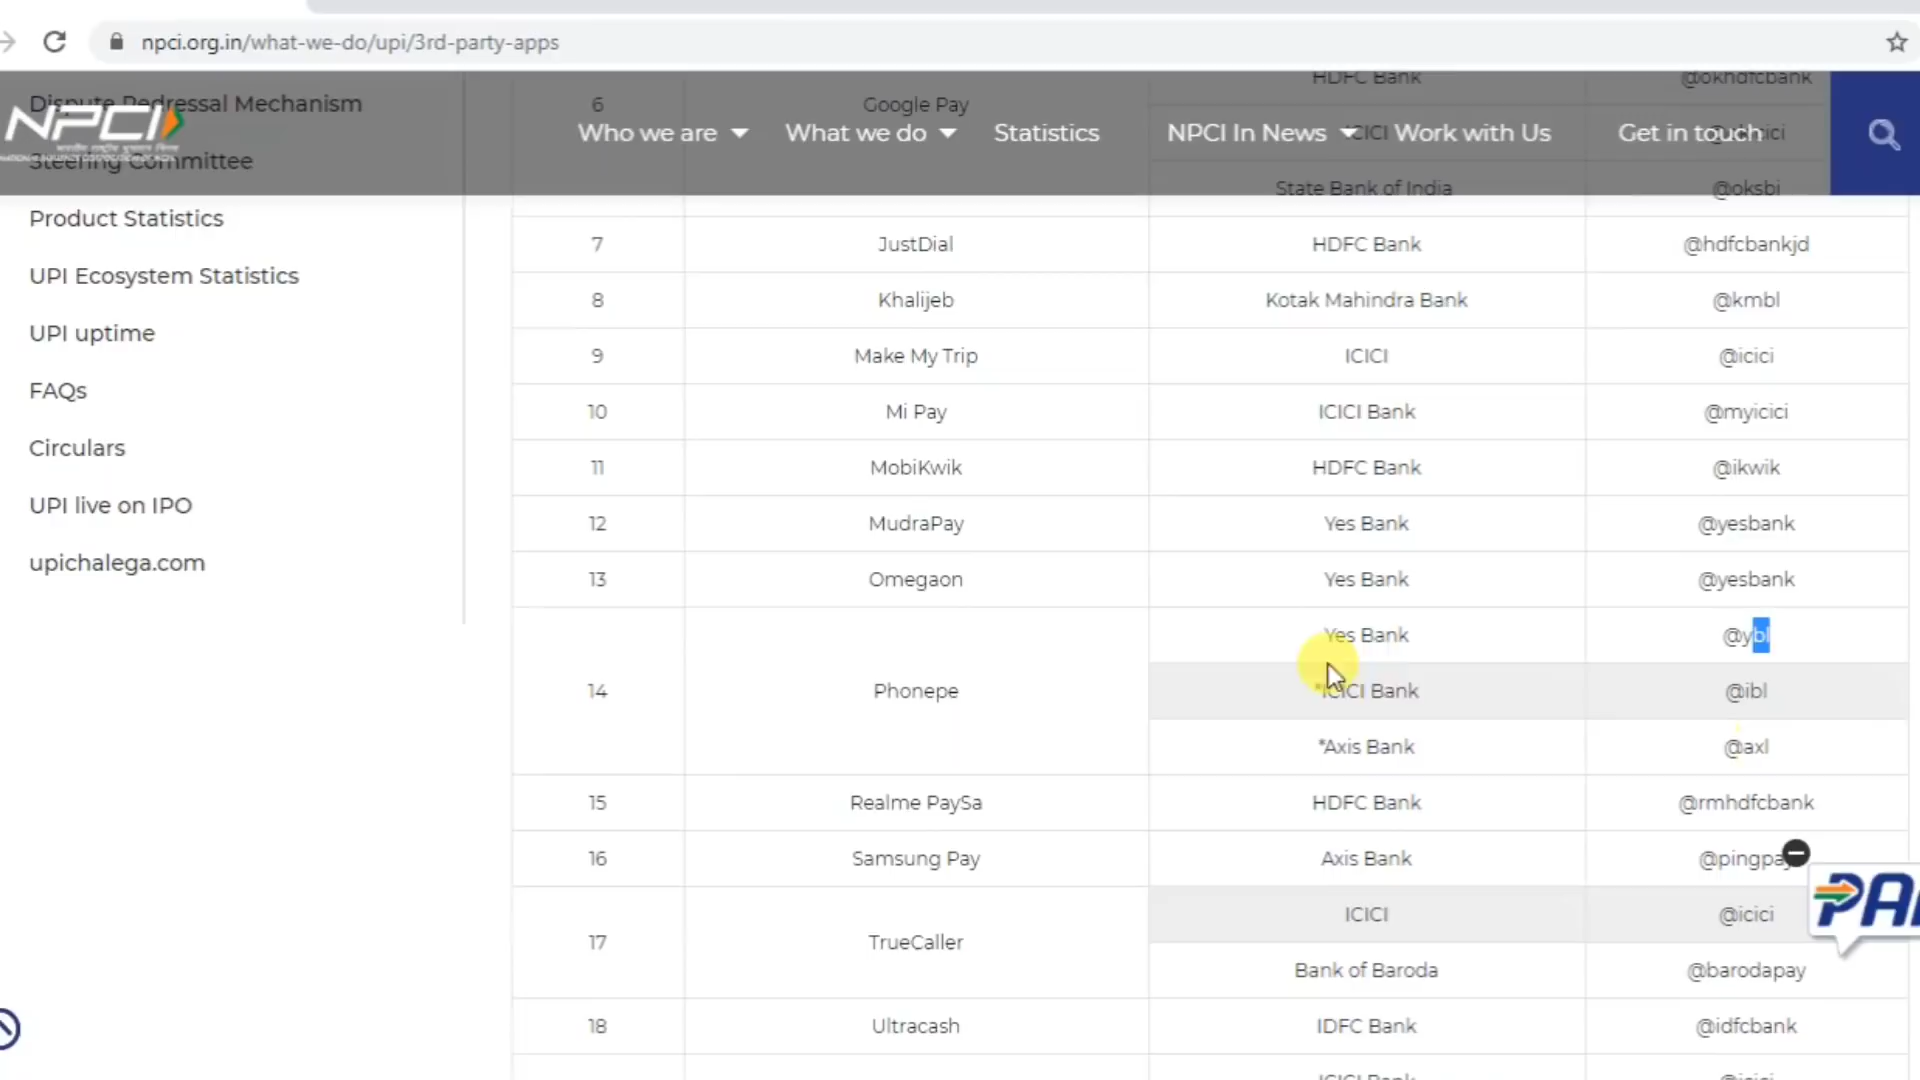 npci.org.in/what-we-do/upi/3rd-party-apps
HDFC Bank @okhdfcbank
Dispute Redressal Mechanism 6 Google Pay
NPCI
Who we are What we do Statistics NPCI In News ICICI Work with Us Get in touch
Steering Committee
State Bank of India @oksbi
Product Statistics
7 JustDial HDFC Bank @hdfcbankjd
UPI Ecosystem Statistics
8 Khalijeb Kotak Mahindra Bank @kmbl
UPI uptime
9 Make My Trip ICICI @icici
FAQs
10 Mi Pay ICICI Bank @myicici
Circulars
11 MobiKwik HDFC Bank @ikwik
UPI live on IPO
12 MudraPay Yes Bank @yesbank
upichalega.com
13 Omegaon Yes Bank @yesbank
Yes Bank @ybl
14 Phonepe *ICICI Bank @ibl
*Axis Bank @axl
15 Realme PaySa HDFC Bank @rmhdfcbank
16 Samsung Pay Axis Bank @pingpay
ICICI @icici
17 TrueCaller
Bank of Baroda @barodapay
18 Ultracash IDFC Bank @idfcbank
ICICI Bank @icici